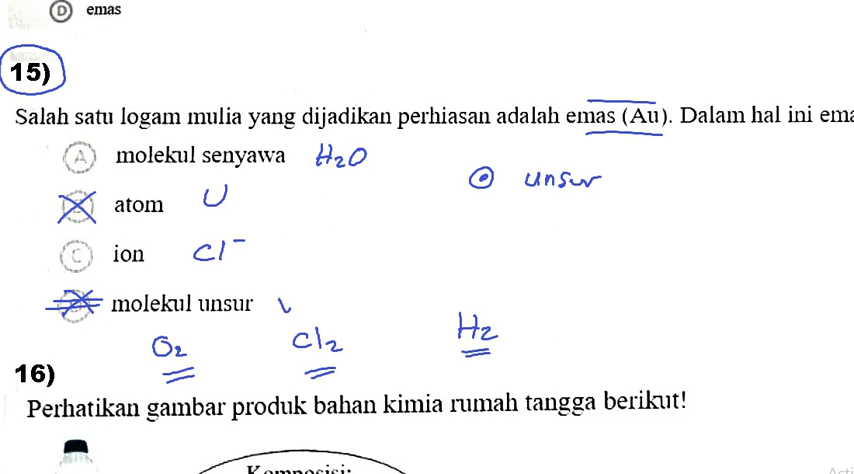 D emas
15)
Salah satu logam mulia yang dijadikan perhiasan adalah emas (Au). Dalam hal ini ema
A molekul senyawa H₂O
unsur
atom U
C ion Cl⁻
molekul unsur
O₂ Cl₂ H₂
16)
Perhatikan gambar produk bahan kimia rumah tangga berikut!
Komposisi: